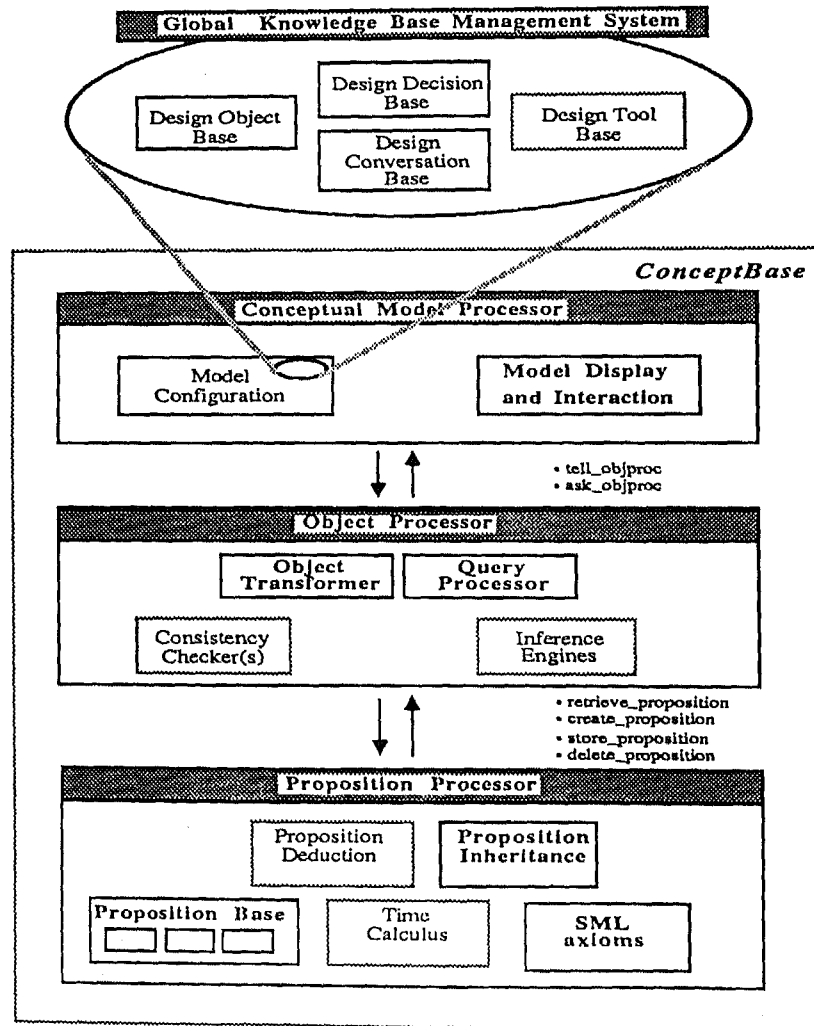 Global Knowledge Base Management System
Design Decision
Base
Design Object
Base
Design Tool
Base
Design
Conversation
Base
ConceptBase
Conceptual Model Processor
Model
Configuration
Model Display
and Interaction
• tell_objproc
• ask_objproc
Object Processor
Object
Transformer
Query
Processor
Consistency
Checker(s)
Inference
Engines
• retrieve_proposition
• create_proposition
• store_proposition
• delete_proposition
Proposition Processor
Proposition
Deduction
Proposition
Inheritance
Proposition Base
Time
Calculus
SML
axioms